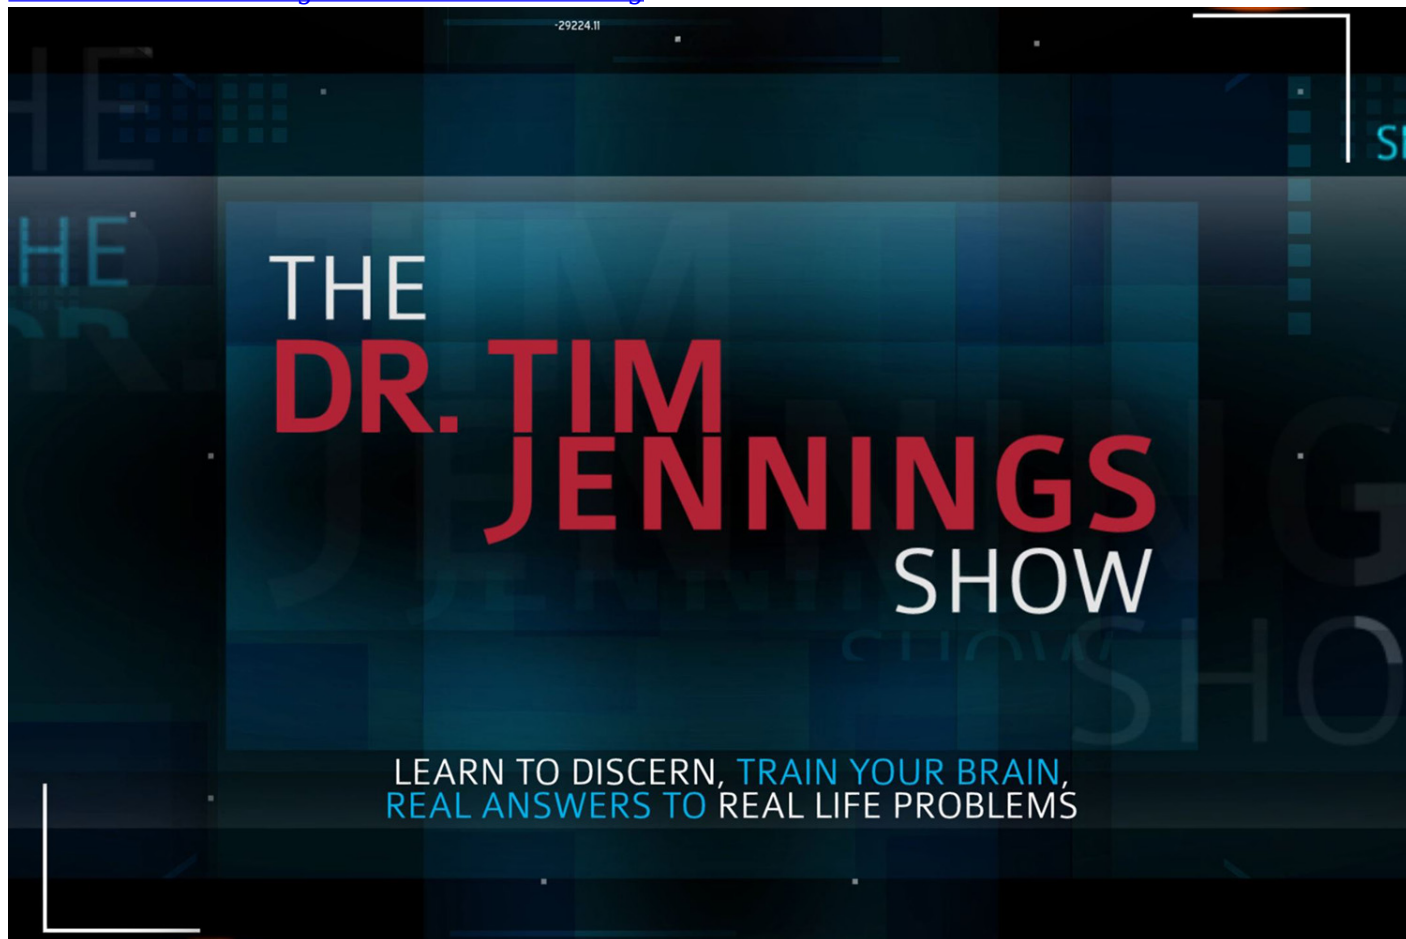 -29224.11
THE
DR. TIM
JENNINGS
SHOW
LEARN TO DISCERN, TRAIN YOUR BRAIN,
REAL ANSWERS TO REAL LIFE PROBLEMS